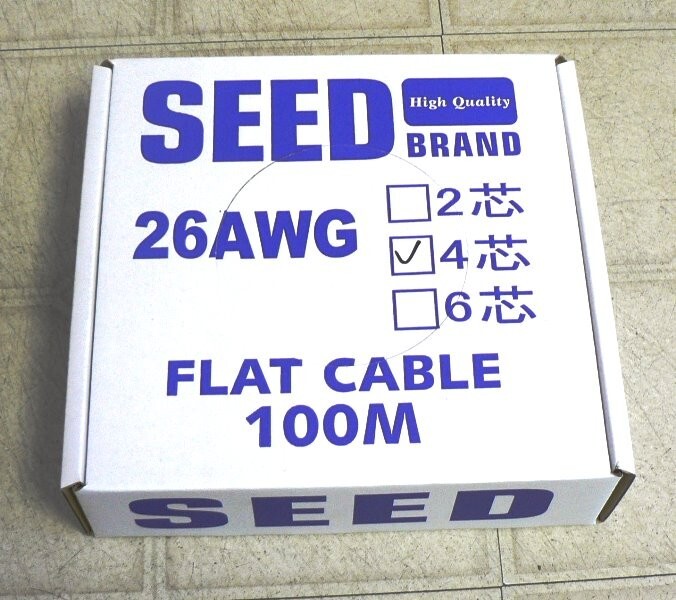 SEED
High Quality
BRAND
26AWG
2芯
4芯
6芯
FLAT CABLE
100M
SEED